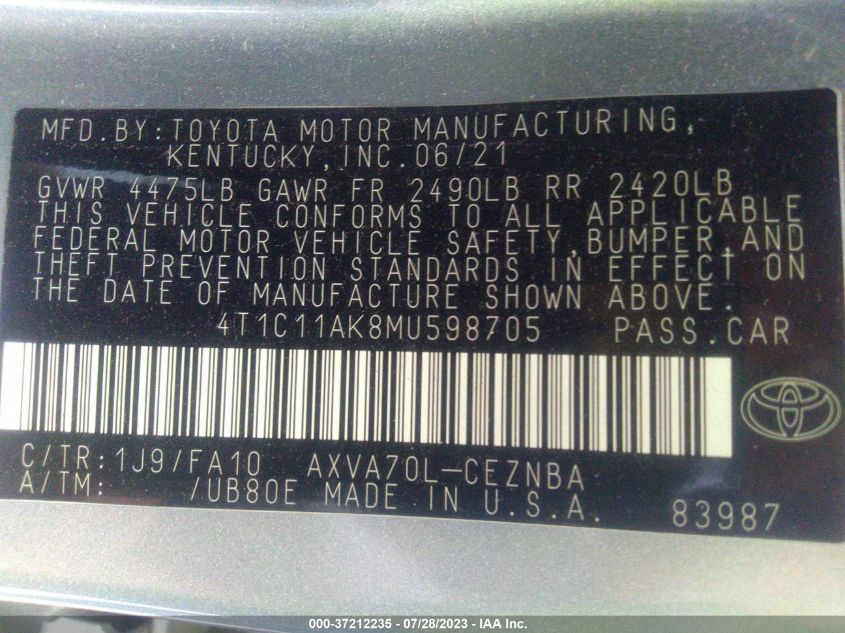 MFD.BY:TOYOTA MOTOR MANUFACTURING,
KENTUCKY,INC.06/21
GVWR 4475LB GAWR FR 2490LB RR 2420LB
THIS VEHICLE CONFORMS TO ALL APPLICABLE
FEDERAL MOTOR VEHICLE SAFETY,BUMPER,AND
THEFT PREVENTION STANDARDS IN EFFECT ON
THE DATE OF MANUFACTURE SHOWN ABOVE.
4T1C11AK8MU598705 PASS.CAR
C/TR:1J9/FA10 AXVA70L-CEZNBA
A/TM: /UB80E MADE IN U.S.A. 83987
000-37212235 - 07/28/2023 - IAA Inc.